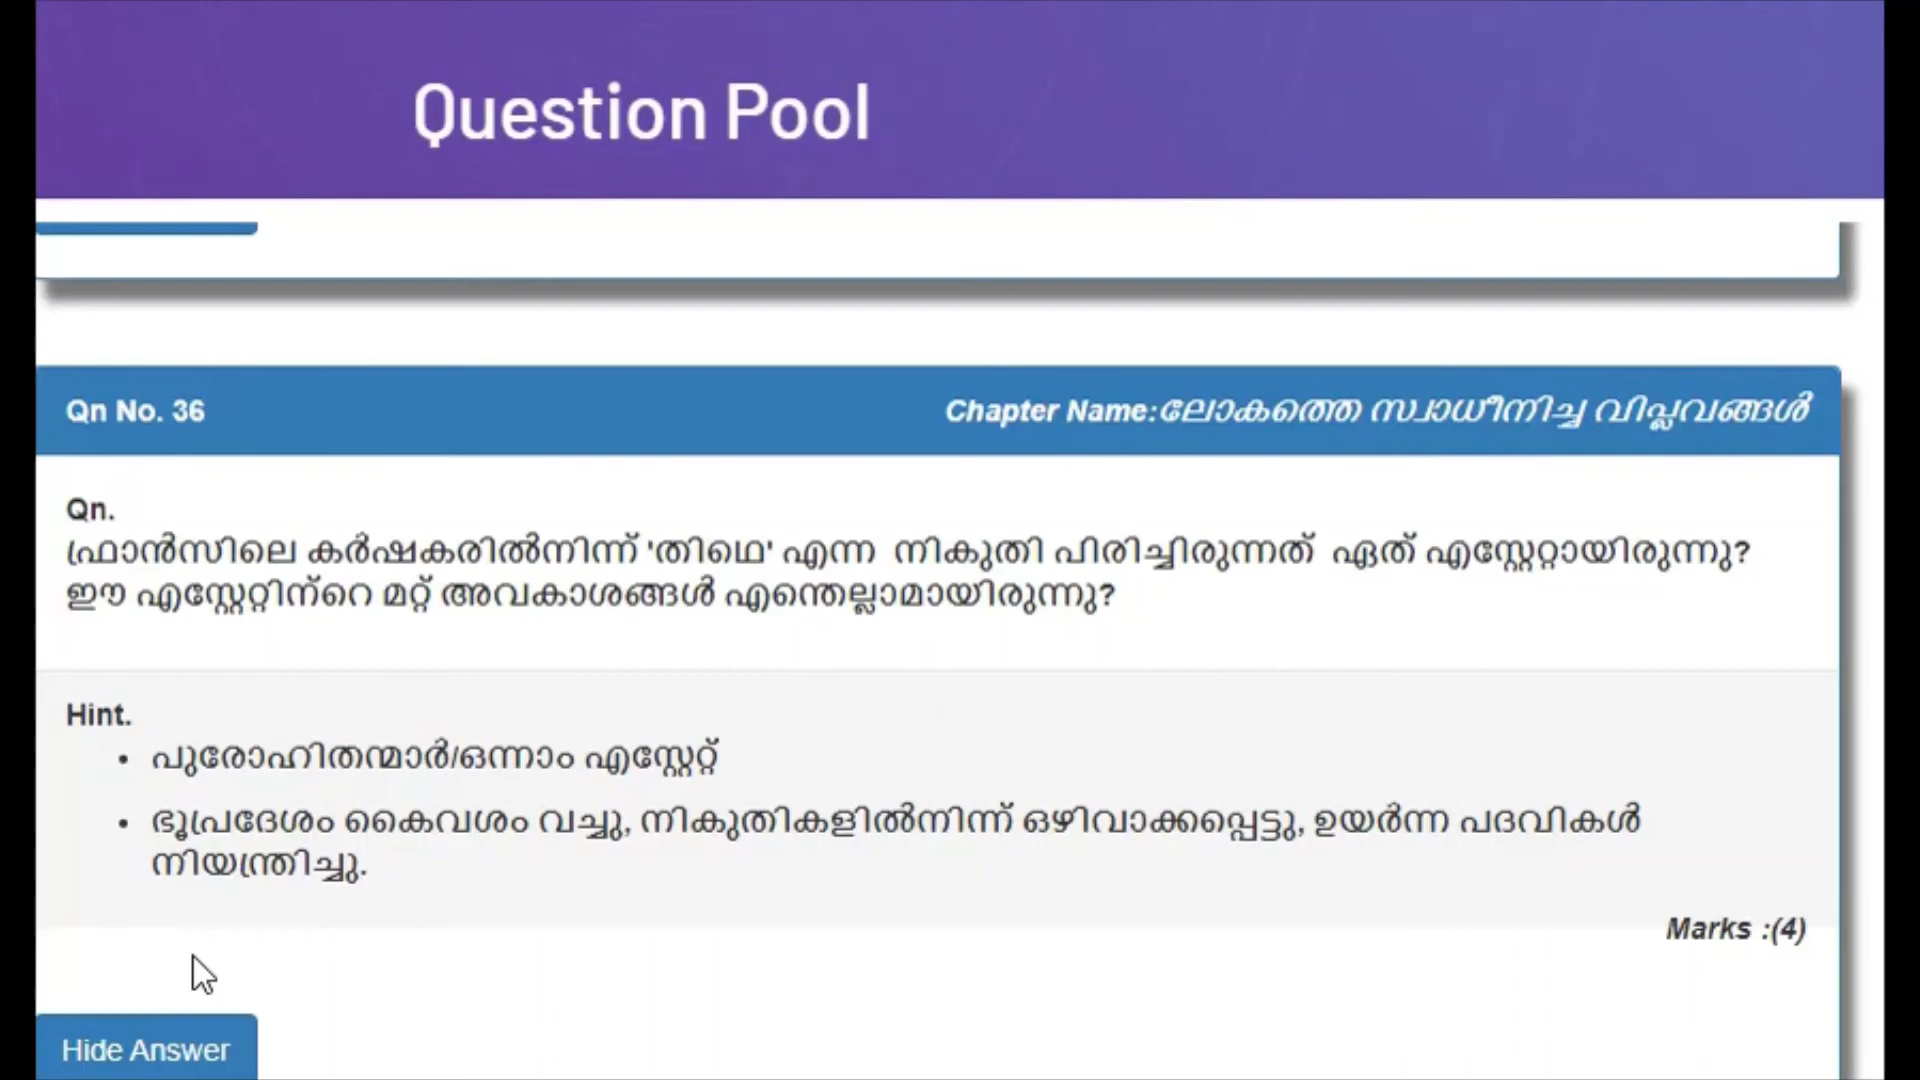 Question Pool
Qn No. 36
Chapter Name:ലോകത്തെ സ്വാധീനിച്ച വിപ്ലവങ്ങൾ
Qn.
ഫ്രാൻസിലെ കർഷകരിൽനിന്ന് 'തിഥെ' എന്ന നികുതി പിരിച്ചിരുന്നത് ഏത് എസ്റ്റേറ്റായിരുന്നു?
ഈ എസ്റ്റേറ്റിന്റെ മറ്റ് അവകാശങ്ങൾ എന്തെല്ലാമായിരുന്നു?
Hint.
• പുരോഹിതന്മാർ/ഒന്നാം എസ്റ്റേറ്റ്
• ഭൂപ്രദേശം കൈവശം വച്ചു, നികുതികളിൽനിന്ന് ഒഴിവാക്കപ്പെട്ടു, ഉയർന്ന പദവികൾ
നിയന്ത്രിച്ചു.
Marks :(4)
Hide Answer